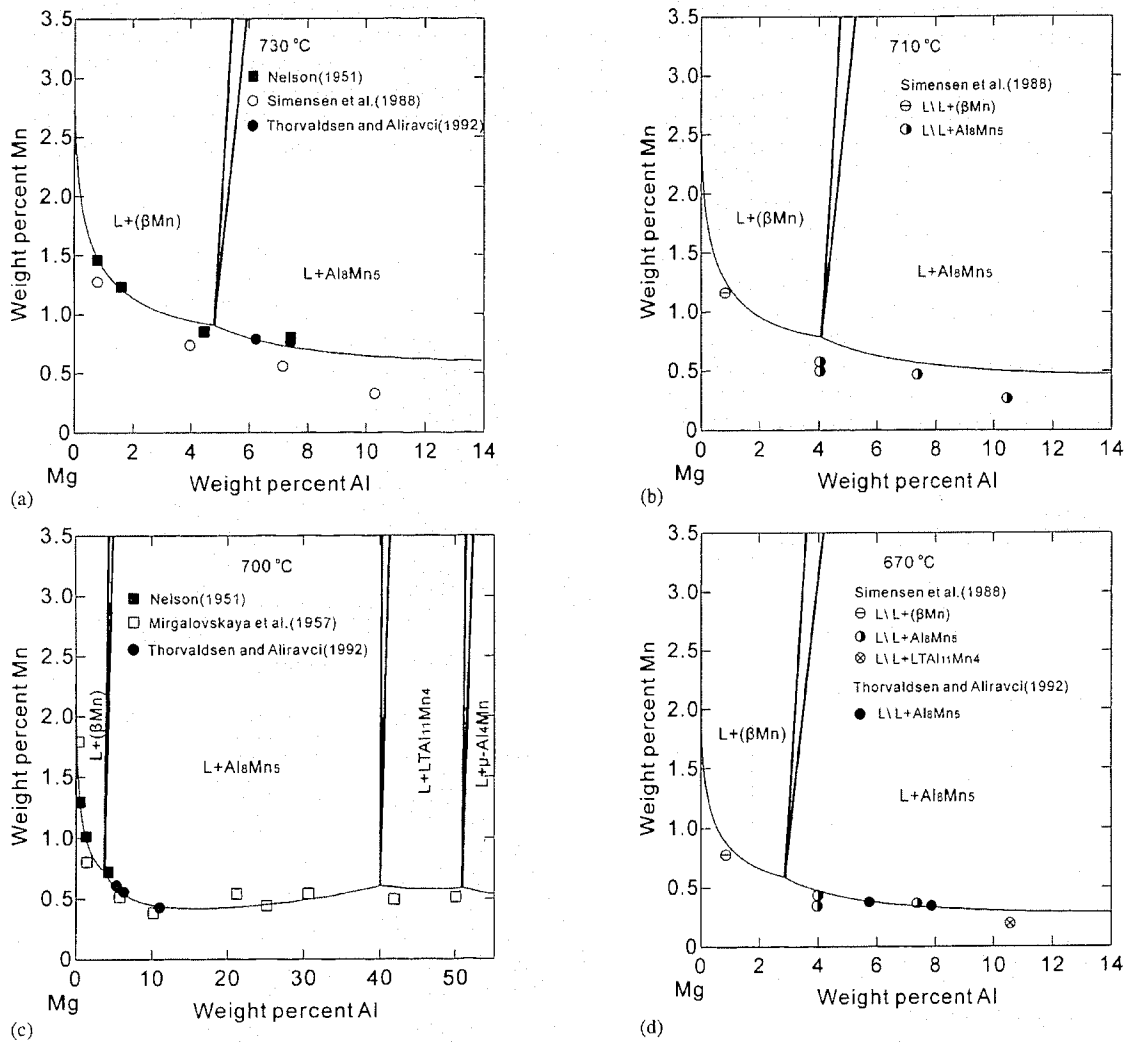 3.5
3.0
2.5
2.0
1.5
1.0
0.5
0
Weight percent Mn
730 °C
■ Nelson(1951)
○ Simensen et al.(1988)
● Thorvaldsen and Aliravci(1992)
L+(βMn)
L+Al8Mn5
0 2 4 6 8 10 12 14
Mg
Weight percent Al
(a)
3.5
3.0
2.5
2.0
1.5
1.0
0.5
0
Weight percent Mn
710 °C
Simensen et al.(1988)
L\ L+(βMn)
L\ L+Al8Mn5
L+(βMn)
L+Al8Mn5
0 2 4 6 8 10 12 14
Mg
Weight percent Al
(b)
3.5
3.0
2.5
2.0
1.5
1.0
0.5
0
Weight percent Mn
700 °C
■ Nelson(1951)
□ Mirgalovskaya et al.(1957)
● Thorvaldsen and Aliravci(1992)
L+(βMn)
L+Al8Mn5
L+LTAl11Mn4
L+μ-Al4Mn
0 10 20 30 40 50
Mg
Weight percent Al
(c)
3.5
3.0
2.5
2.0
1.5
1.0
0.5
0
Weight percent Mn
670 °C
Simensen et al.(1988)
L\ L+(βMn)
L\ L+Al8Mn5
L\ L+LTAl11Mn4
Thorvaldsen and Aliravci(1992)
● L\ L+Al8Mn5
L+(βMn)
L+Al8Mn5
0 2 4 6 8 10 12 14
Mg
Weight percent Al
(d)